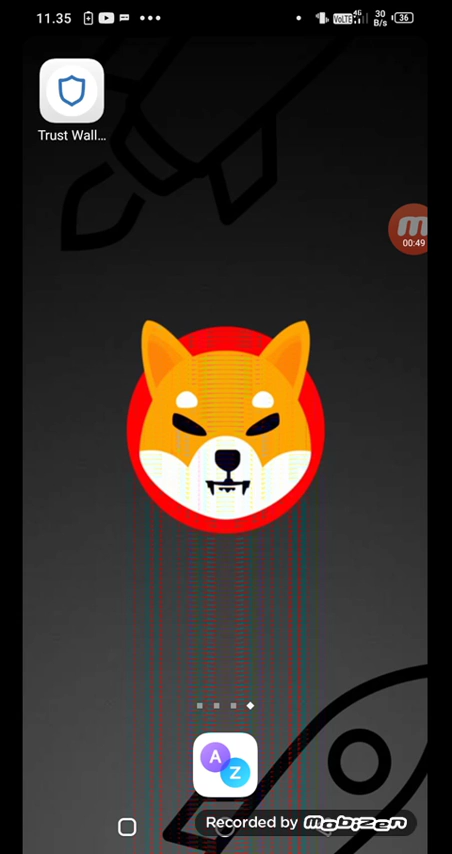 11.35
VoLTE 4G 30 B/s 36
Trust Wall...
m
00:49
A
Z
Recorded by mobizen